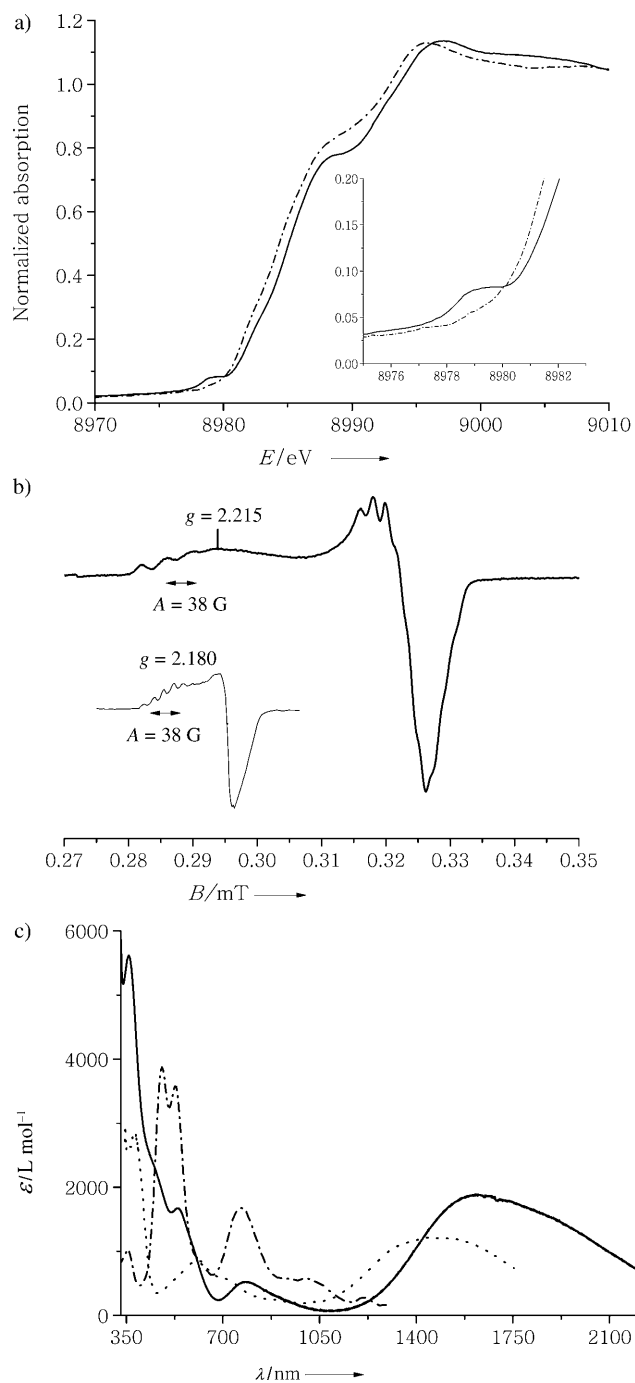 a)
1.2
1.0
0.8
0.6
0.4
0.2
0.0
Normalized absorption
0.20
0.15
0.10
0.05
0.00
8976 8978 8980 8982
8970 8980 8990 9000 9010
E/eV
b)
g = 2.215
A = 38 G
g = 2.180
A = 38 G
0.27 0.28 0.29 0.30 0.31 0.32 0.33 0.34 0.35
B/mT
c)
6000
4000
2000
0
ε/L mol⁻¹
350 700 1050 1400 1750 2100
λ/nm